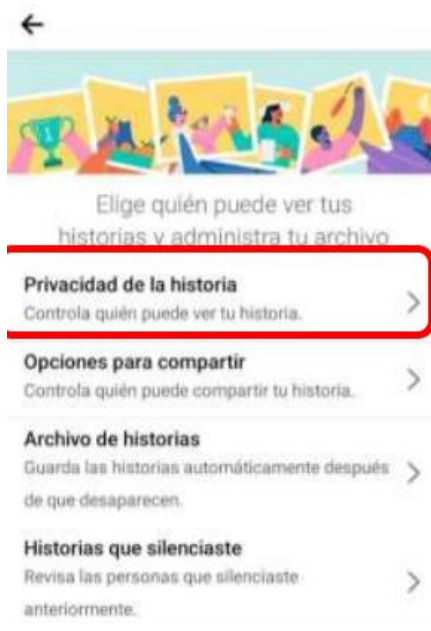 Elige quién puede ver tus
historias y administra tu archivo
Privacidad de la historia
Controla quién puede ver tu historia.
Opciones para compartir
Controla quién puede compartir tu historia.
Archivo de historias
Guarda las historias automáticamente después
de que desaparecen.
Historias que silenciaste
Revisa las personas que silenciaste
anteriormente.